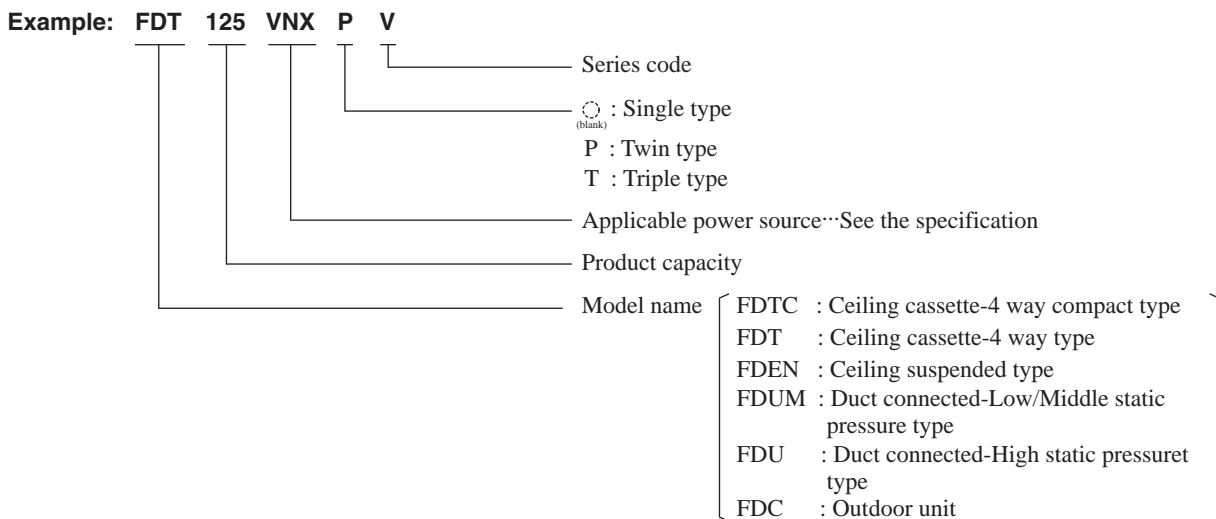 Example: FDT 125 VNX P V
Series code
(blank) : Single type
P : Twin type
T : Triple type
Applicable power source···See the specification
Product capacity
Model name
FDTC : Ceiling cassette-4 way compact type
FDT : Ceiling cassette-4 way type
FDEN : Ceiling suspended type
FDUM : Duct connected-Low/Middle static
pressure type
FDU : Duct connected-High static pressuret
type
FDC : Outdoor unit